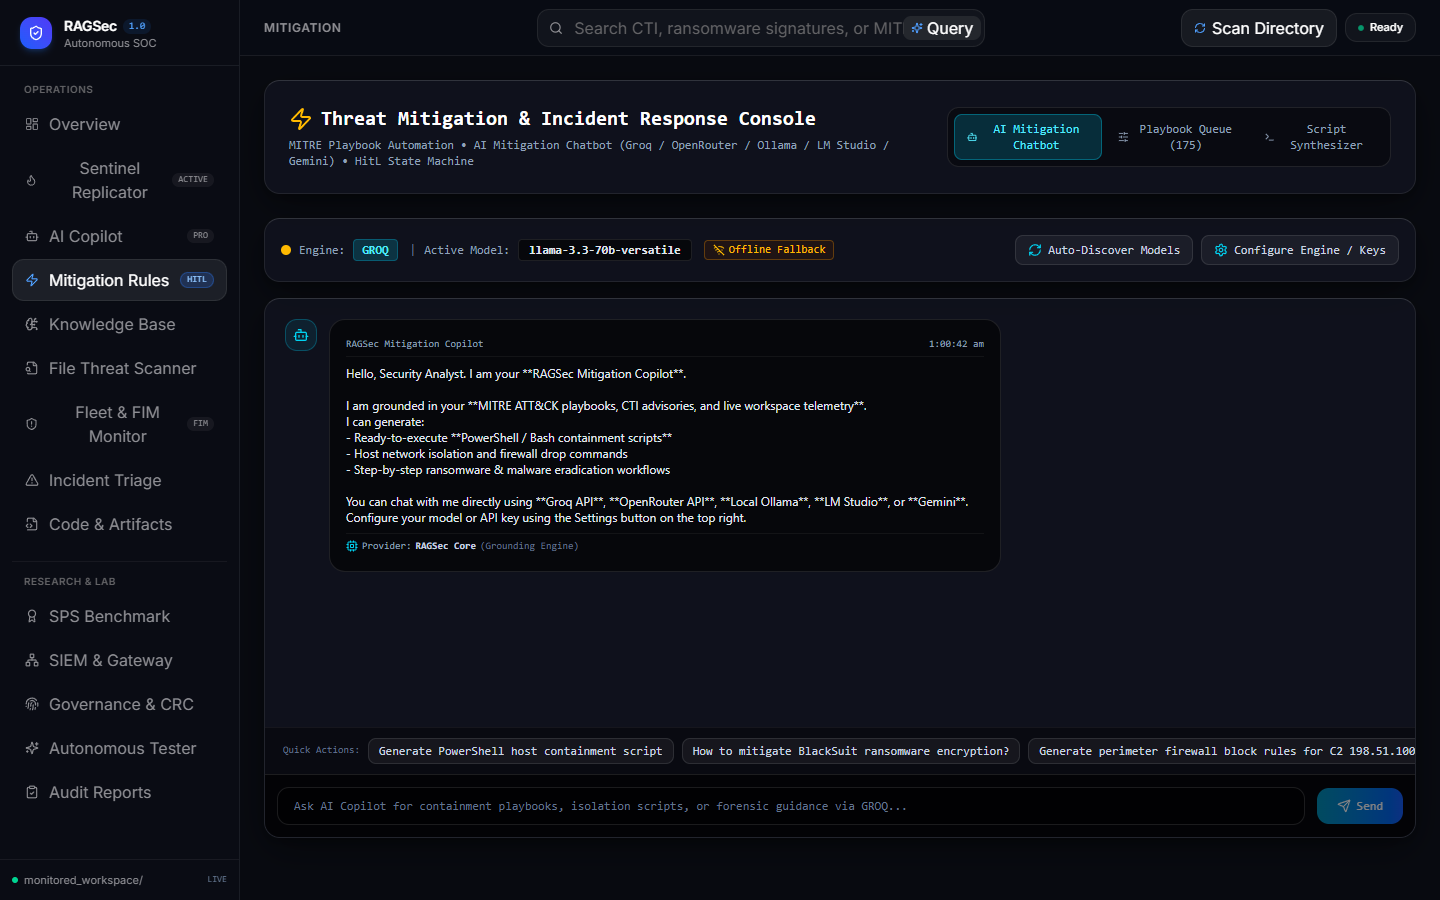 RAGSec 1.0
Autonomous SOC
OPERATIONS
Overview
Sentinel
Replicator
ACTIVE
AI Copilot
PRO
Mitigation Rules
HITL
Knowledge Base
File Threat Scanner
Fleet & FIM
Monitor
FIM
Incident Triage
Code & Artifacts
RESEARCH & LAB
SPS Benchmark
SIEM & Gateway
Governance & CRC
Autonomous Tester
Audit Reports
monitored_workspace/
LIVE
MITIGATION
Search CTI, ransomware signatures, or MIT
Query
Scan Directory
Ready
Threat Mitigation & Incident Response Console
MITRE Playbook Automation • AI Mitigation Chatbot (Groq / OpenRouter / Ollama / LM Studio /
Gemini) • HitL State Machine
AI Mitigation
Chatbot
Playbook Queue
(175)
Script
Synthesizer
Engine: GROQ | Active Model: llama-3.3-70b-versatile Offline Fallback
Auto-Discover Models
Configure Engine / Keys
RAGSec Mitigation Copilot 1:00:42 am
Hello, Security Analyst. I am your **RAGSec Mitigation Copilot**.
I am grounded in your **MITRE ATT&CK playbooks, CTI advisories, and live workspace telemetry**.
I can generate:
- Ready-to-execute **PowerShell / Bash containment scripts**
- Host network isolation and firewall drop commands
- Step-by-step ransomware & malware eradication workflows
You can chat with me directly using **Groq API**, **OpenRouter API**, **Local Ollama**, **LM Studio**, or **Gemini**.
Configure your model or API key using the Settings button on the top right.
Provider: RAGSec Core (Grounding Engine)
Quick Actions:
Generate PowerShell host containment script
How to mitigate BlackSuit ransomware encryption?
Generate perimeter firewall block rules for C2 198.51.100
Ask AI Copilot for containment playbooks, isolation scripts, or forensic guidance via GROQ...
Send